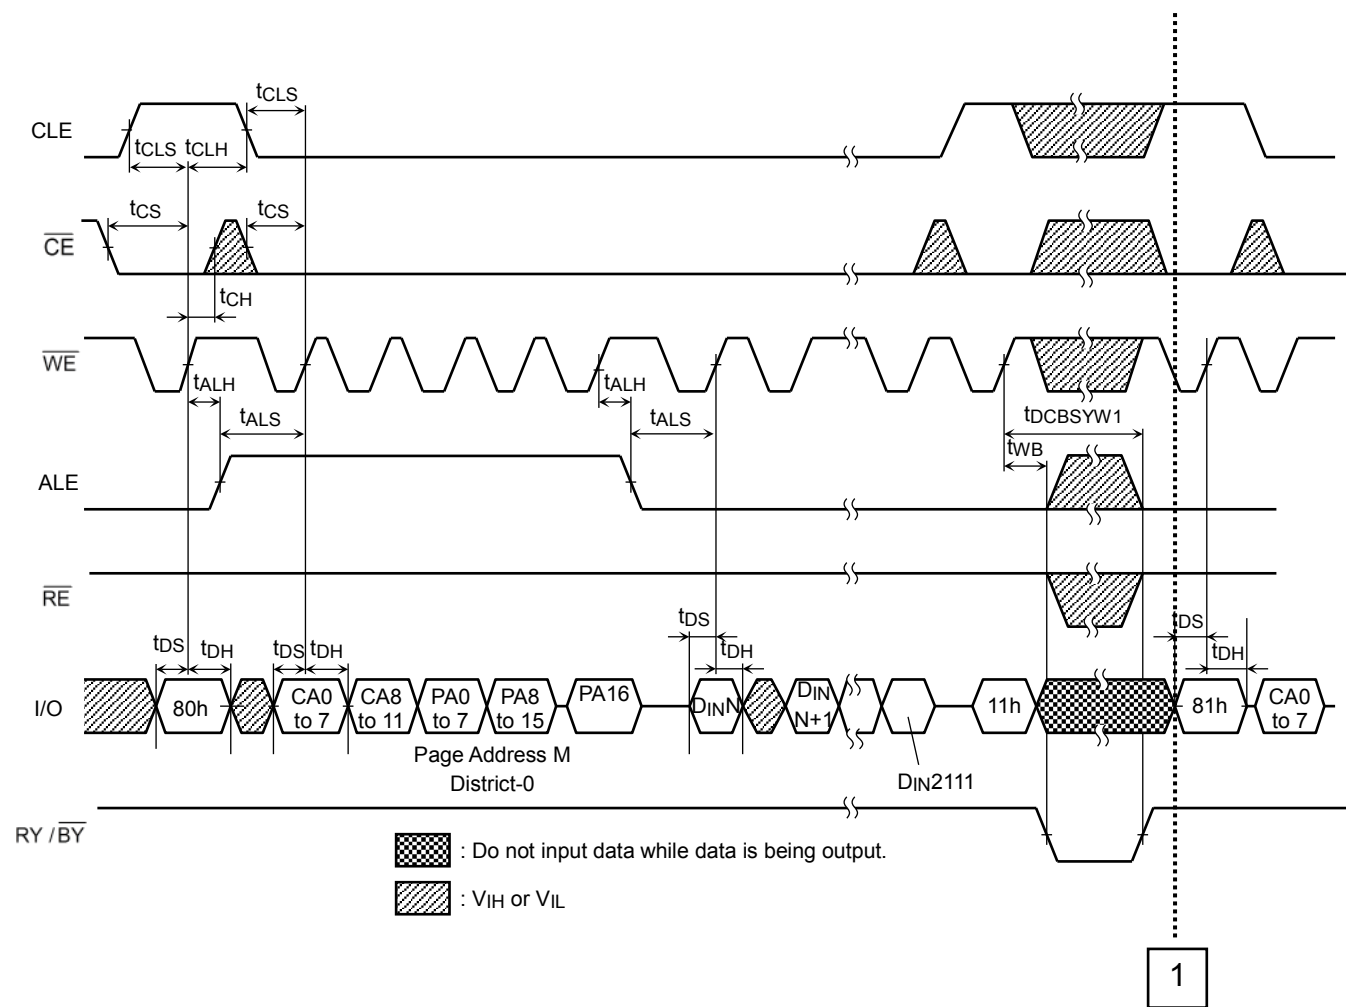 tCLS
CLE
tCLS tCLH
tCS tCS
CE
tCH
WE
tALH tALH
tALS tALS
tDCBSYW1
tWB
ALE
RE
tDS tDH tDS tDH tDS tDH tDS tDH
I/O
80h
CA0 to 7
CA8 to 11
PA0 to 7
PA8 to 15
PA16
DINN
DIN N+1
11h
81h
CA0 to 7
Page Address M
District-0
DIN2111
RY /BY
: Do not input data while data is being output.
: VIH or VIL
1